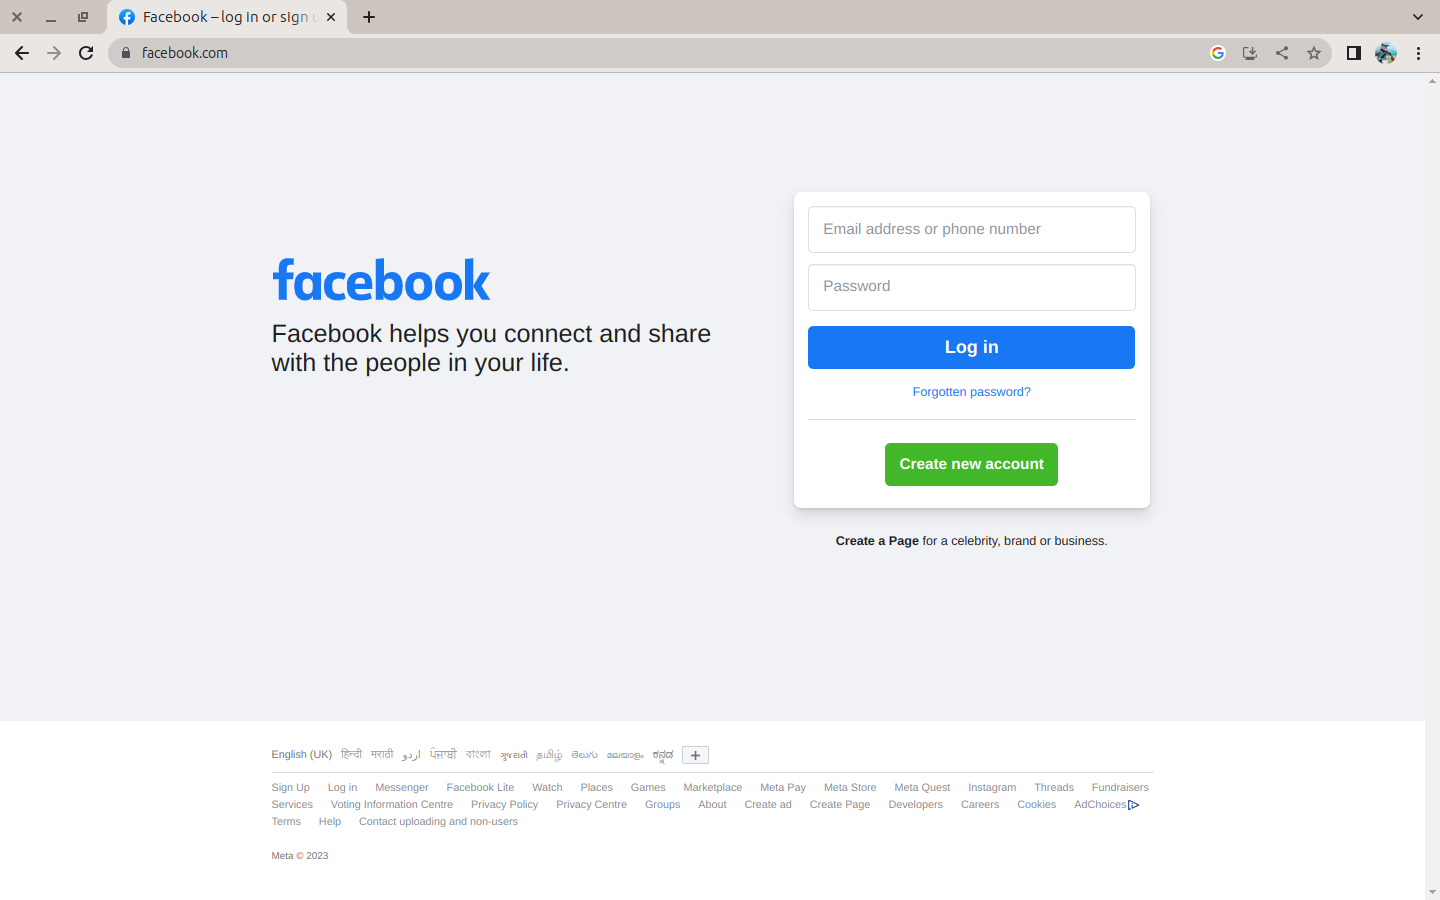 Facebook – log in or sign u
facebook.com
Email address or phone number
Password
facebook
Facebook helps you connect and share
with the people in your life.
Log in
Forgotten password?
Create new account
Create a Page for a celebrity, brand or business.
English (UK) हिन्दी मराठी اردو ਪੰਜਾਬੀ বাংলা ગુજરાતી தமிழ் తెలుగు മലയാളം ಕನ್ನಡ +
Sign Up Log in Messenger Facebook Lite Watch Places Games Marketplace Meta Pay Meta Store Meta Quest Instagram Threads Fundraisers
Services Voting Information Centre Privacy Policy Privacy Centre Groups About Create ad Create Page Developers Careers Cookies AdChoices
Terms Help Contact uploading and non-users
Meta © 2023